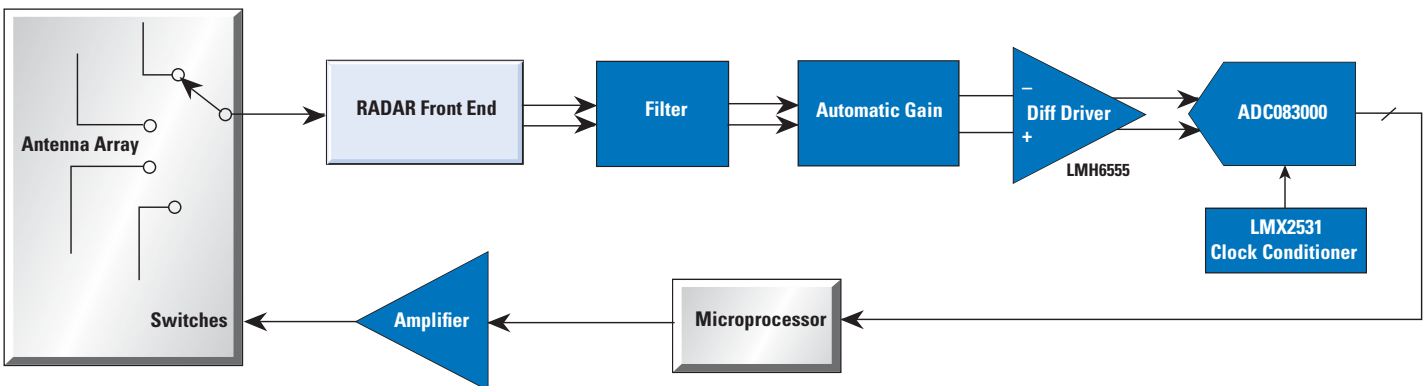 Antenna Array
Switches
RADAR Front End
Filter
Automatic Gain
–
Diff Driver
+
LMH6555
ADC083000
LMX2531
Clock Conditioner
Amplifier
Microprocessor